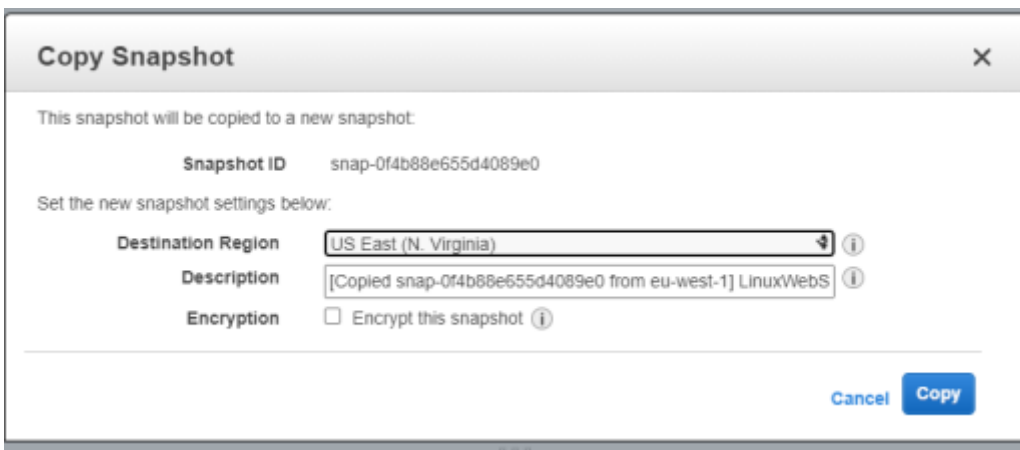 Copy Snapshot
This snapshot will be copied to a new snapshot:
Snapshot ID snap-0f4b88e655d4089e0
Set the new snapshot settings below:
Destination Region US East (N. Virginia)
Description [Copied snap-0f4b88e655d4089e0 from eu-west-1] LinuxWebS
Encryption Encrypt this snapshot
Cancel Copy